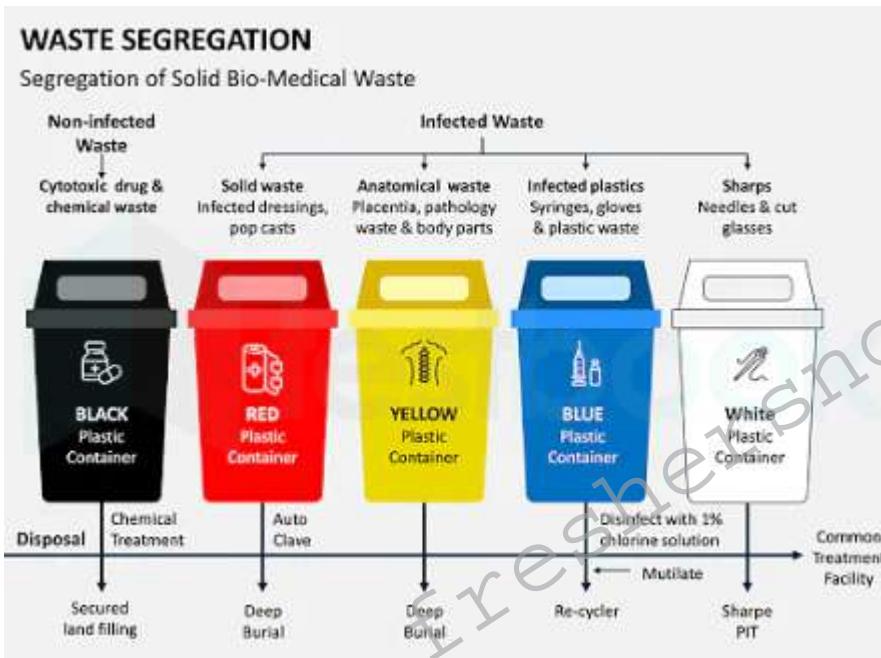 WASTE SEGREGATION
Segregation of Solid Bio-Medical Waste
Non-infected
Waste
Infected Waste
Cytotoxic drug &
chemical waste
Solid waste
Infected dressings,
pop casts
Anatomical waste
Placentia, pathology
waste & body parts
Infected plastics
Syringes, gloves
& plastic waste
Sharps
Needles & cut
glasses
BLACK
Plastic
Container
RED
Plastic
Container
YELLOW
Plastic
Container
BLUE
Plastic
Container
White
Plastic
Container
Disposal
Chemical
Treatment
Auto
Clave
Disinfect with 1%
chlorine solution
Mutilate
Common
Treatment
Facility
Secured
land filling
Deep
Burial
Deep
Burial
Re-cycler
Sharpe
PIT